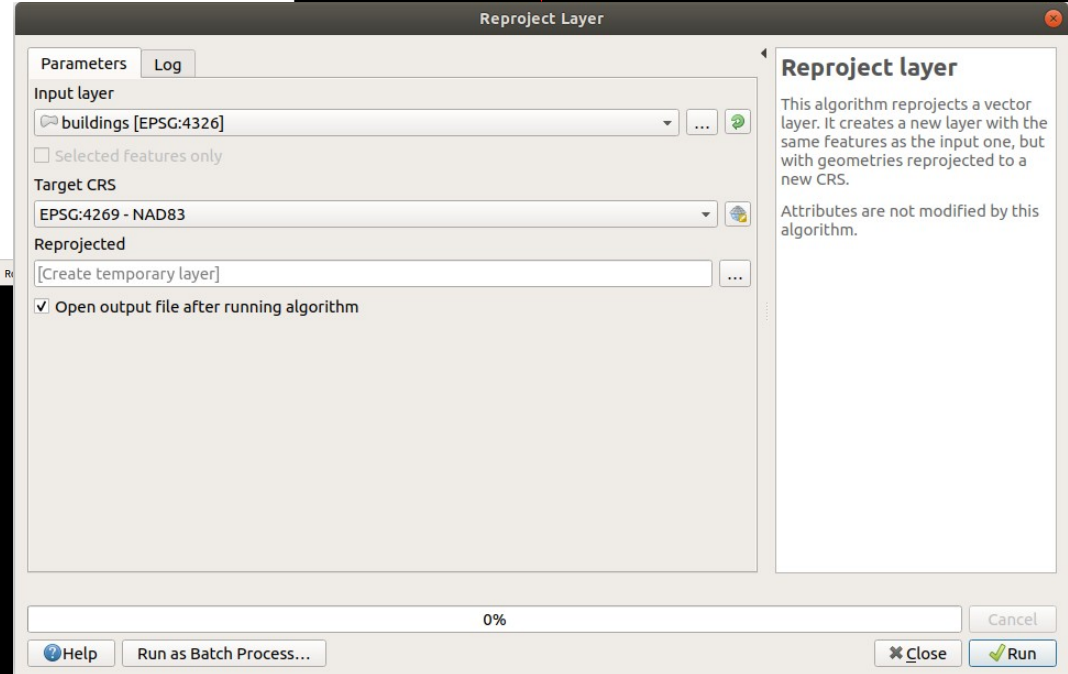 Reproject Layer
Parameters
Log
Input layer
buildings [EPSG:4326]
...
Selected features only
Target CRS
EPSG:4269 - NAD83
Reprojected
[Create temporary layer]
...
Open output file after running algorithm
Reproject layer
This algorithm reprojects a vector
layer. It creates a new layer with the
same features as the input one, but
with geometries reprojected to a
new CRS.
Attributes are not modified by this
algorithm.
0%
Cancel
Help
Run as Batch Process...
Close
Run